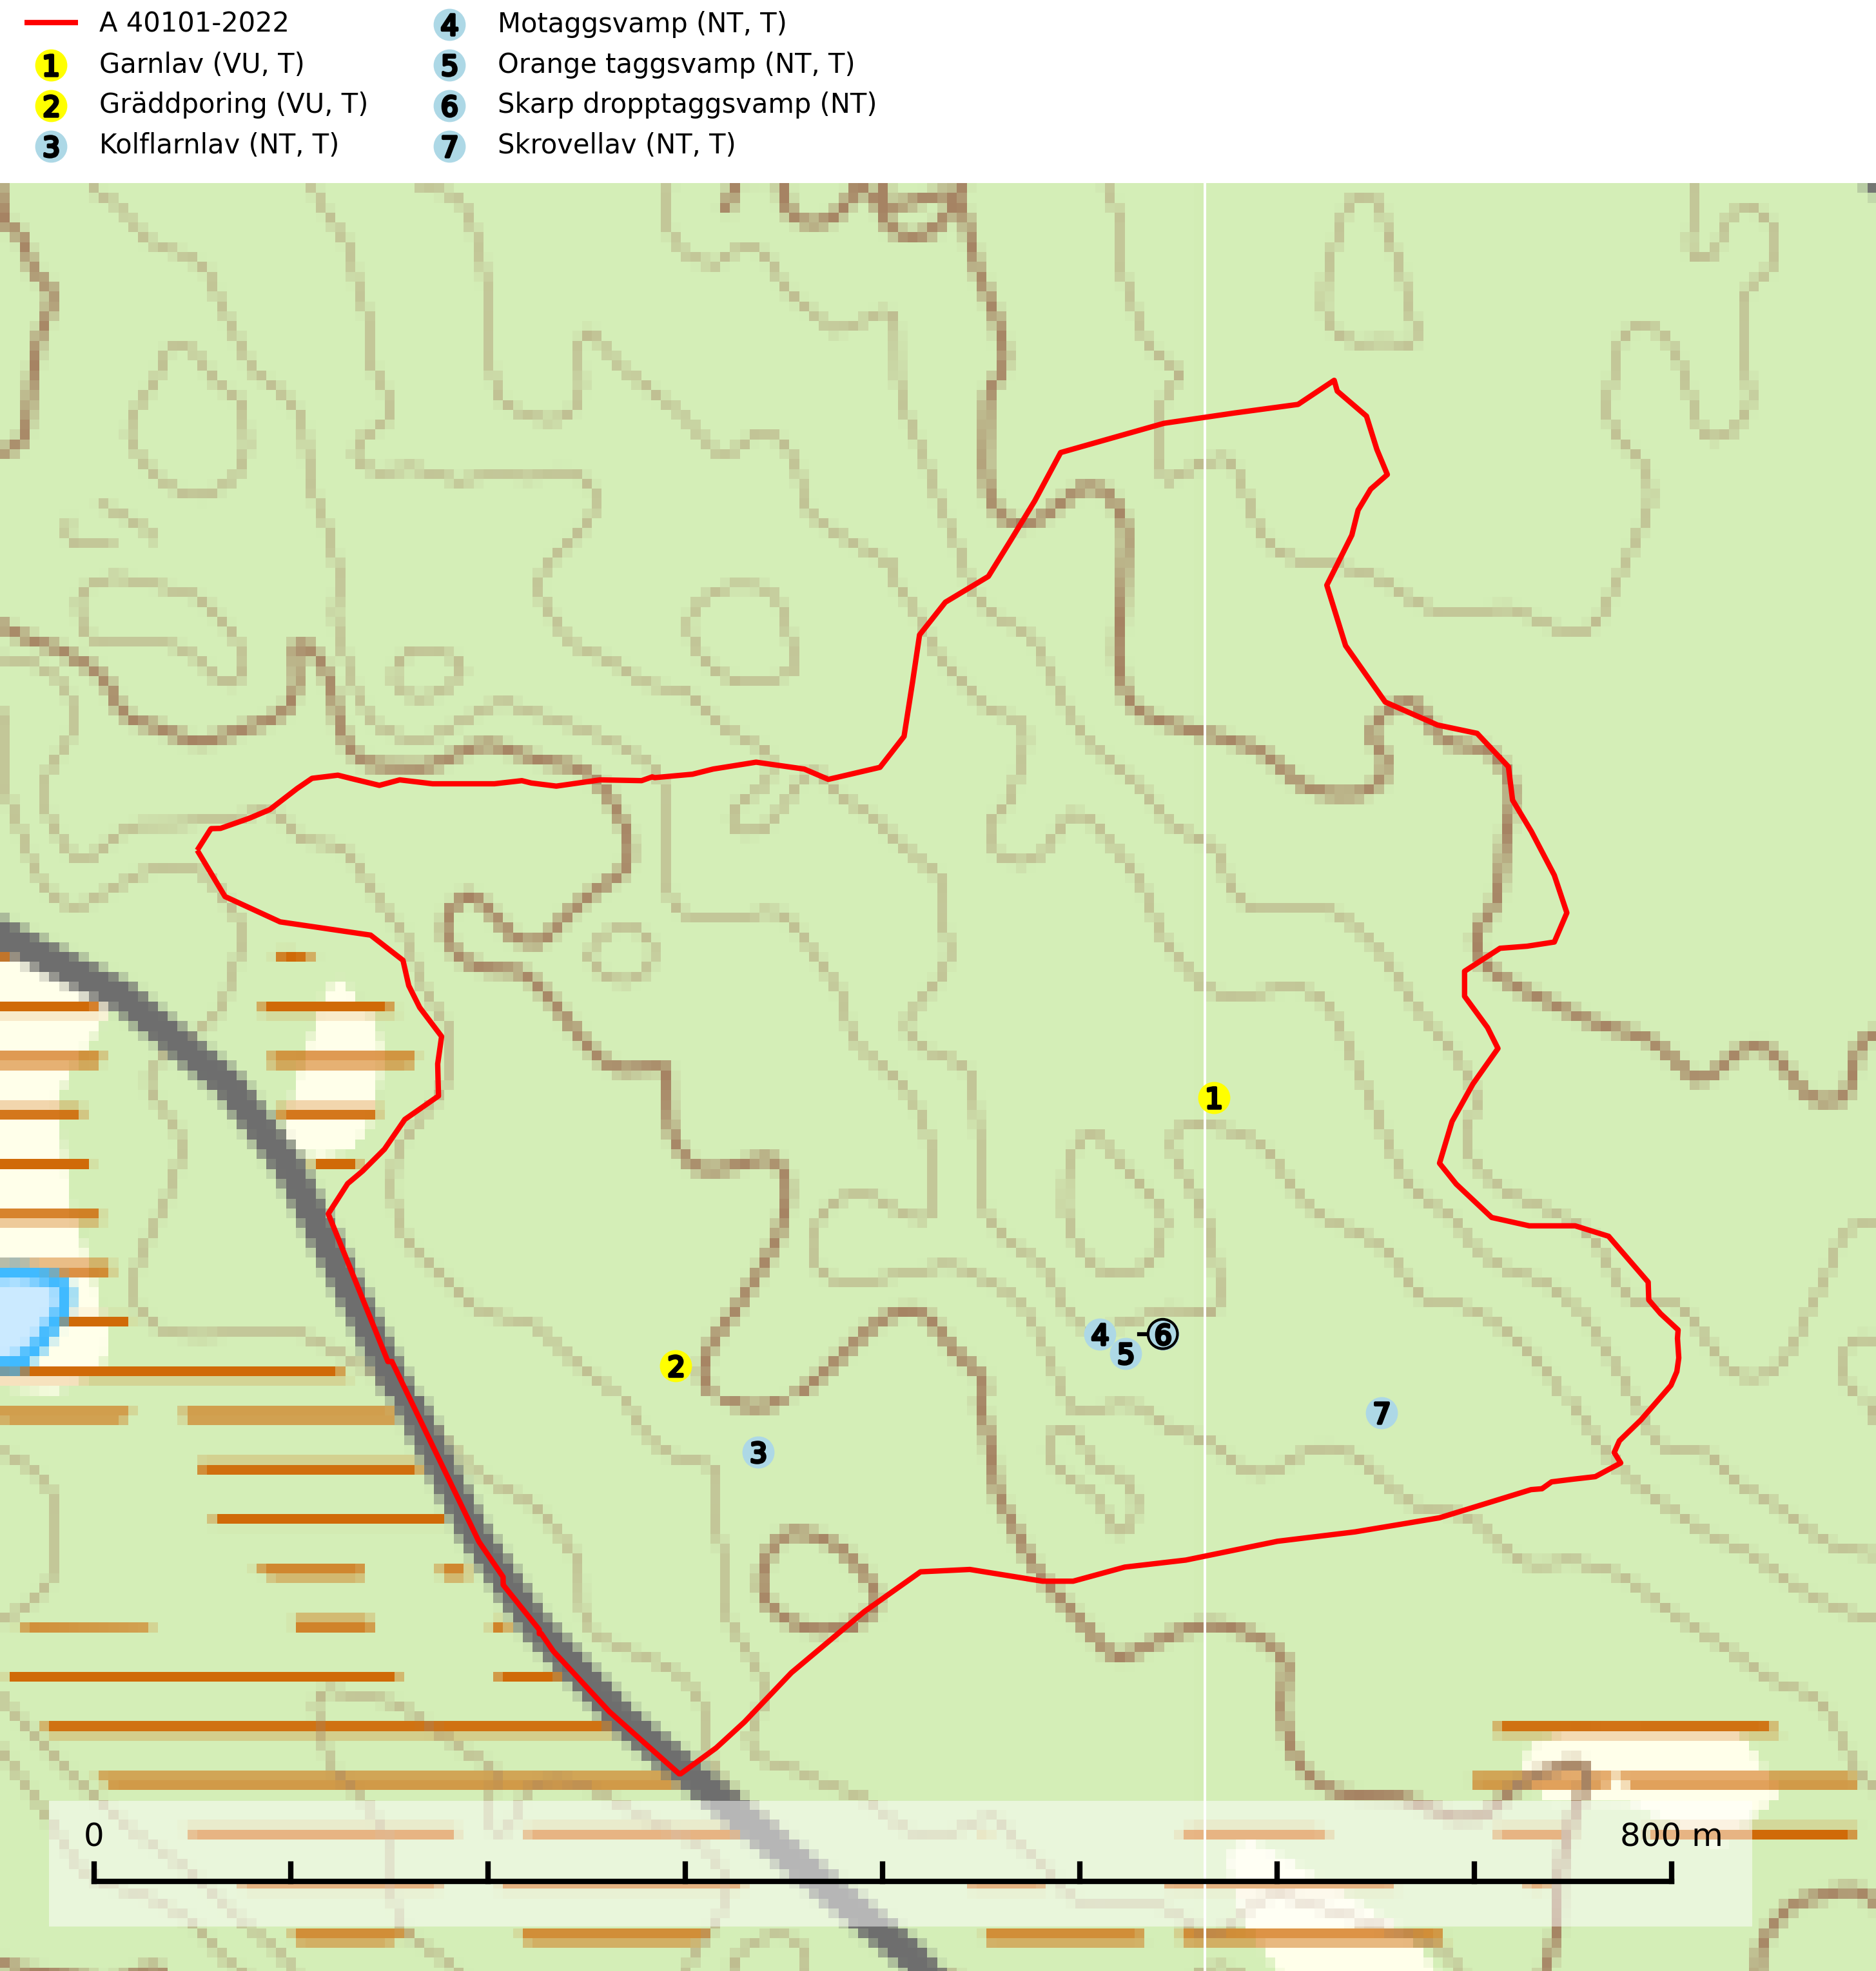 A 40101-2022
1 Garnlav (VU, T)
2 Gräddporing (VU, T)
3 Kolflarnlav (NT, T)
4 Motaggsvamp (NT, T)
5 Orange taggsvamp (NT, T)
6 Skarp dropptaggsvamp (NT)
7 Skrovellav (NT, T)
1
4
6
5
2
7
3
0
800 m